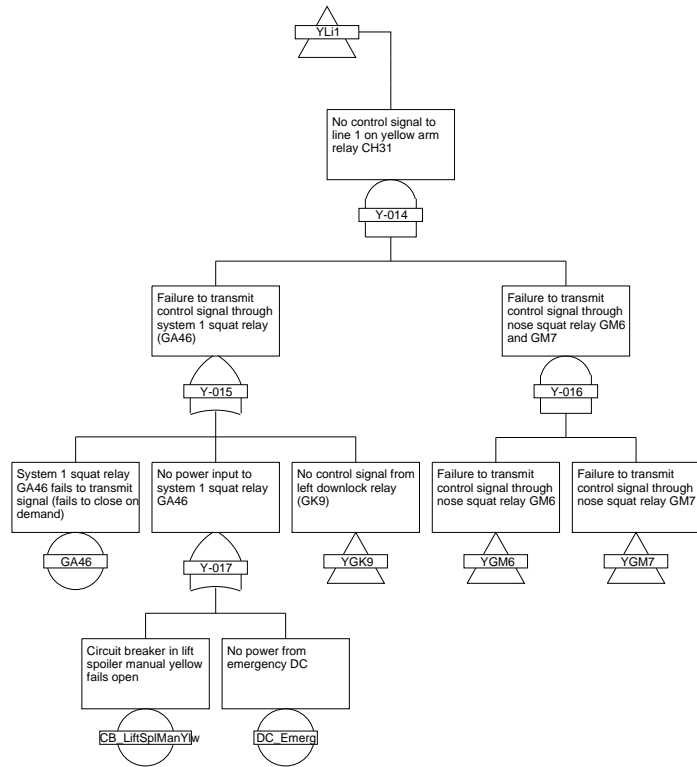 YLi1
No control signal to
line 1 on yellow arm
relay CH31
Y-014
Failure to transmit
control signal through
system 1 squat relay
(GA46)
Y-015
Failure to transmit
control signal through
nose squat relay GM6
and GM7
Y-016
System 1 squat relay
GA46 fails to transmit
signal (fails to close on
demand)
GA46
No power input to
system 1 squat relay
GA46
Y-017
No control signal from
left downlock relay
(GK9)
YGK9
Failure to transmit
control signal through
nose squat relay GM6
YGM6
Failure to transmit
control signal through
nose squat relay GM7
YGM7
Circuit breaker in lift
spoiler manual yellow
fails open
CB_LiftSplManYlw
No power from
emergency DC
DC_Emerg